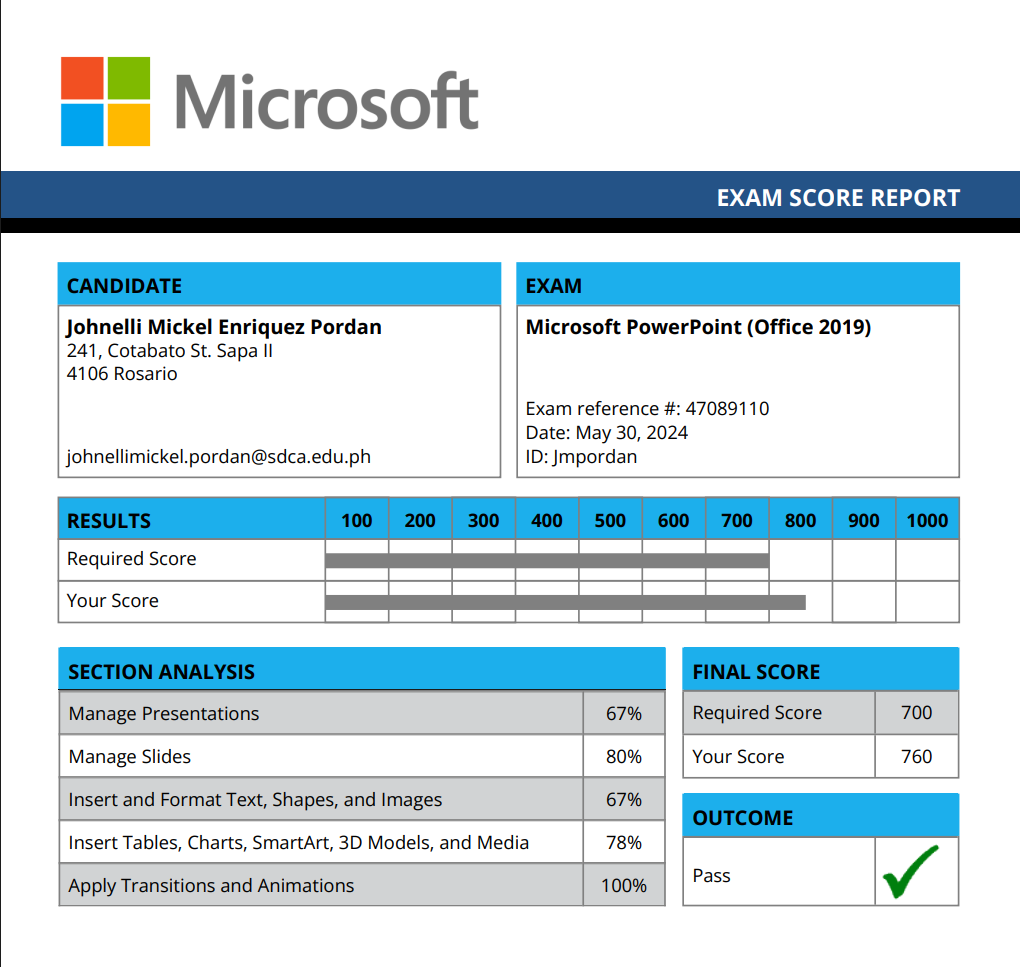 Microsoft
EXAM SCORE REPORT
CANDIDATE
Johnelli Mickel Enriquez Pordan
241, Cotabato St. Sapa II
4106 Rosario
johnellimickel.pordan@sdca.edu.ph
EXAM
Microsoft PowerPoint (Office 2019)
Exam reference #: 47089110
Date: May 30, 2024
ID: Jmpordan
RESULTS 100 200 300 400 500 600 700 800 900 1000
Required Score
Your Score
SECTION ANALYSIS
Manage Presentations 67%
Manage Slides 80%
Insert and Format Text, Shapes, and Images 67%
Insert Tables, Charts, SmartArt, 3D Models, and Media 78%
Apply Transitions and Animations 100%
FINAL SCORE
Required Score 700
Your Score 760
OUTCOME
Pass